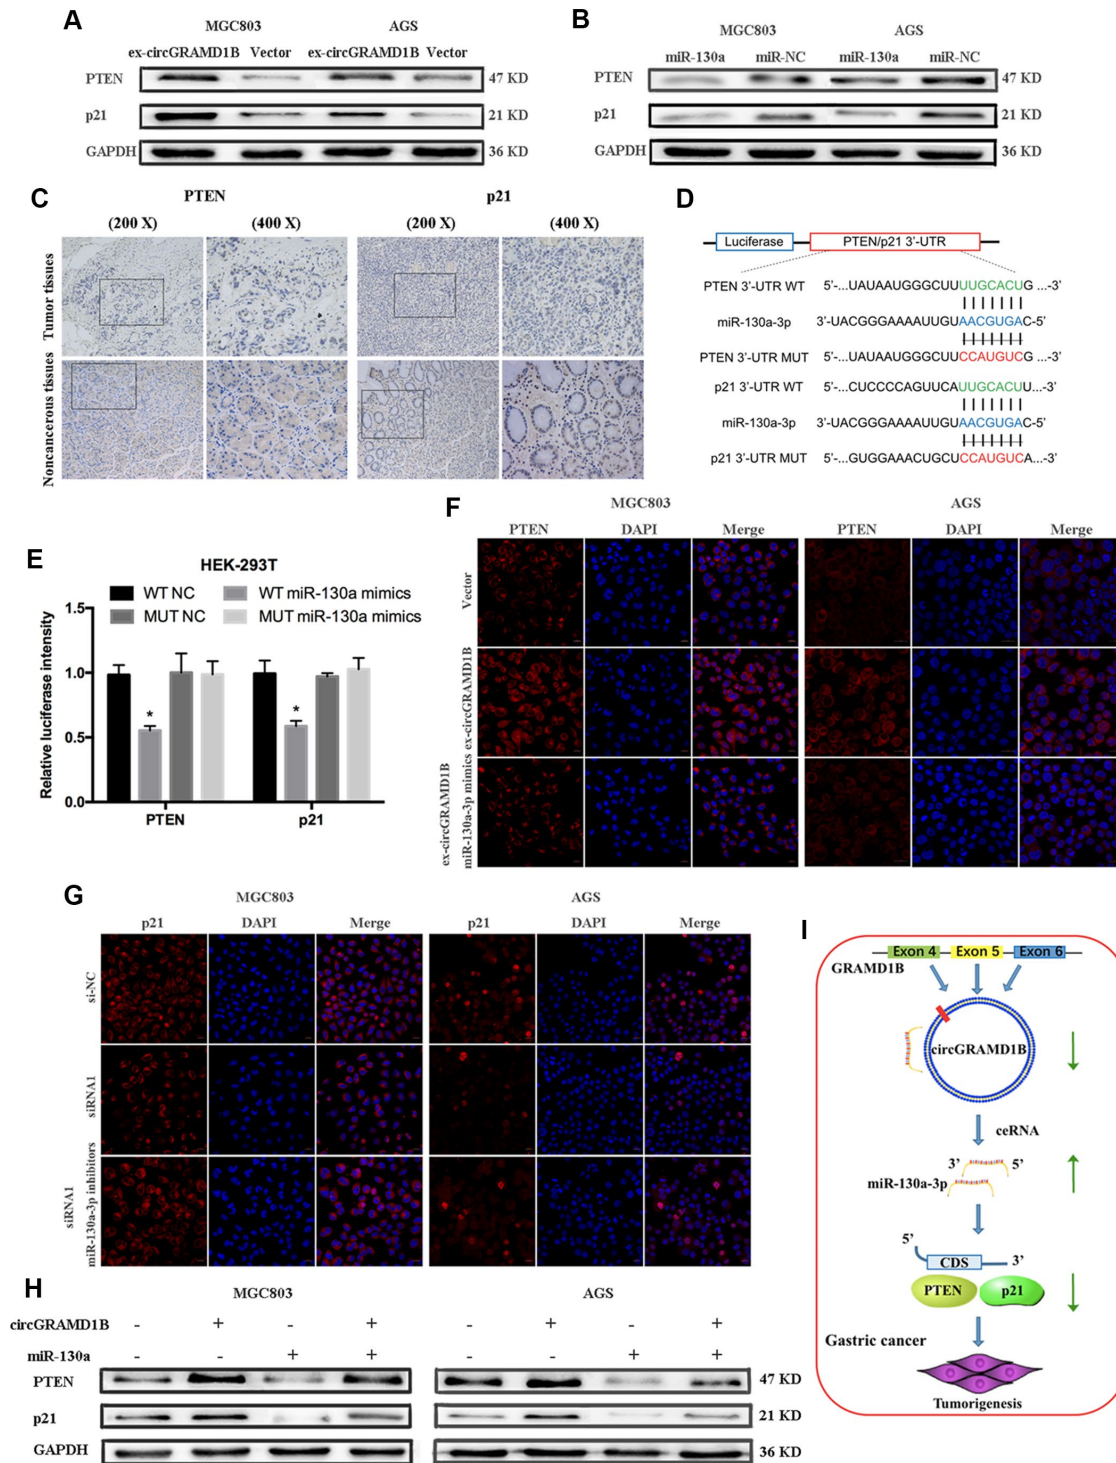 A
MGC803 AGS
ex-circGRAMD1B Vector ex-circGRAMD1B Vector
PTEN 47 KD
p21 21 KD
GAPDH 36 KD
B
MGC803 AGS
miR-130a miR-NC miR-130a miR-NC
PTEN 47 KD
p21 21 KD
GAPDH 36 KD
C
PTEN p21
(200 X) (400 X) (200 X) (400 X)
Tumor tissues
Noncancerous tissues
D
Luciferase PTEN/p21 3'-UTR
PTEN 3'-UTR WT 5'-...UAUAAUGGGCUUUUGCACUG ...-3'
miR-130a-3p 3'-UACGGGAAAAUUGUAACGUGAC-5'
PTEN 3'-UTR MUT 5'-...UAUAAUGGGCUUCCAUGUCG ...-3'
p21 3'-UTR WT 5'-...CUCCCCAGUUCAUUGCACUU...-3'
miR-130a-3p 3'-UACGGGAAAAUUGUAACGUGAC-5'
p21 3'-UTR MUT 5'-...GUGGAAACUGCUCCAUGUCA...-3'
E
HEK-293T
WT NC WT miR-130a mimics
MUT NC MUT miR-130a mimics
Relative luciferase intensity
1.5
1.0
0.5
0.0
* *
PTEN p21
F
MGC803 AGS
PTEN DAPI Merge PTEN DAPI Merge
Vector
ex-circGRAMD1B
ex-circGRAMD1B
miR-130a-3p mimics
G
MGC803 AGS
p21 DAPI Merge p21 DAPI Merge
si-NC
siRNA1
siRNA1
miR-130a-3p inhibitors
H
MGC803 AGS
circGRAMD1B - + - + - + - +
miR-130a - - + + - - + +
PTEN 47 KD
p21 21 KD
GAPDH 36 KD
I
Exon 4 Exon 5 Exon 6
GRAMD1B
circGRAMD1B
ceRNA
3' 5'
miR-130a-3p
5'
CDS 3'
PTEN p21
Gastric cancer
Tumorigenesis